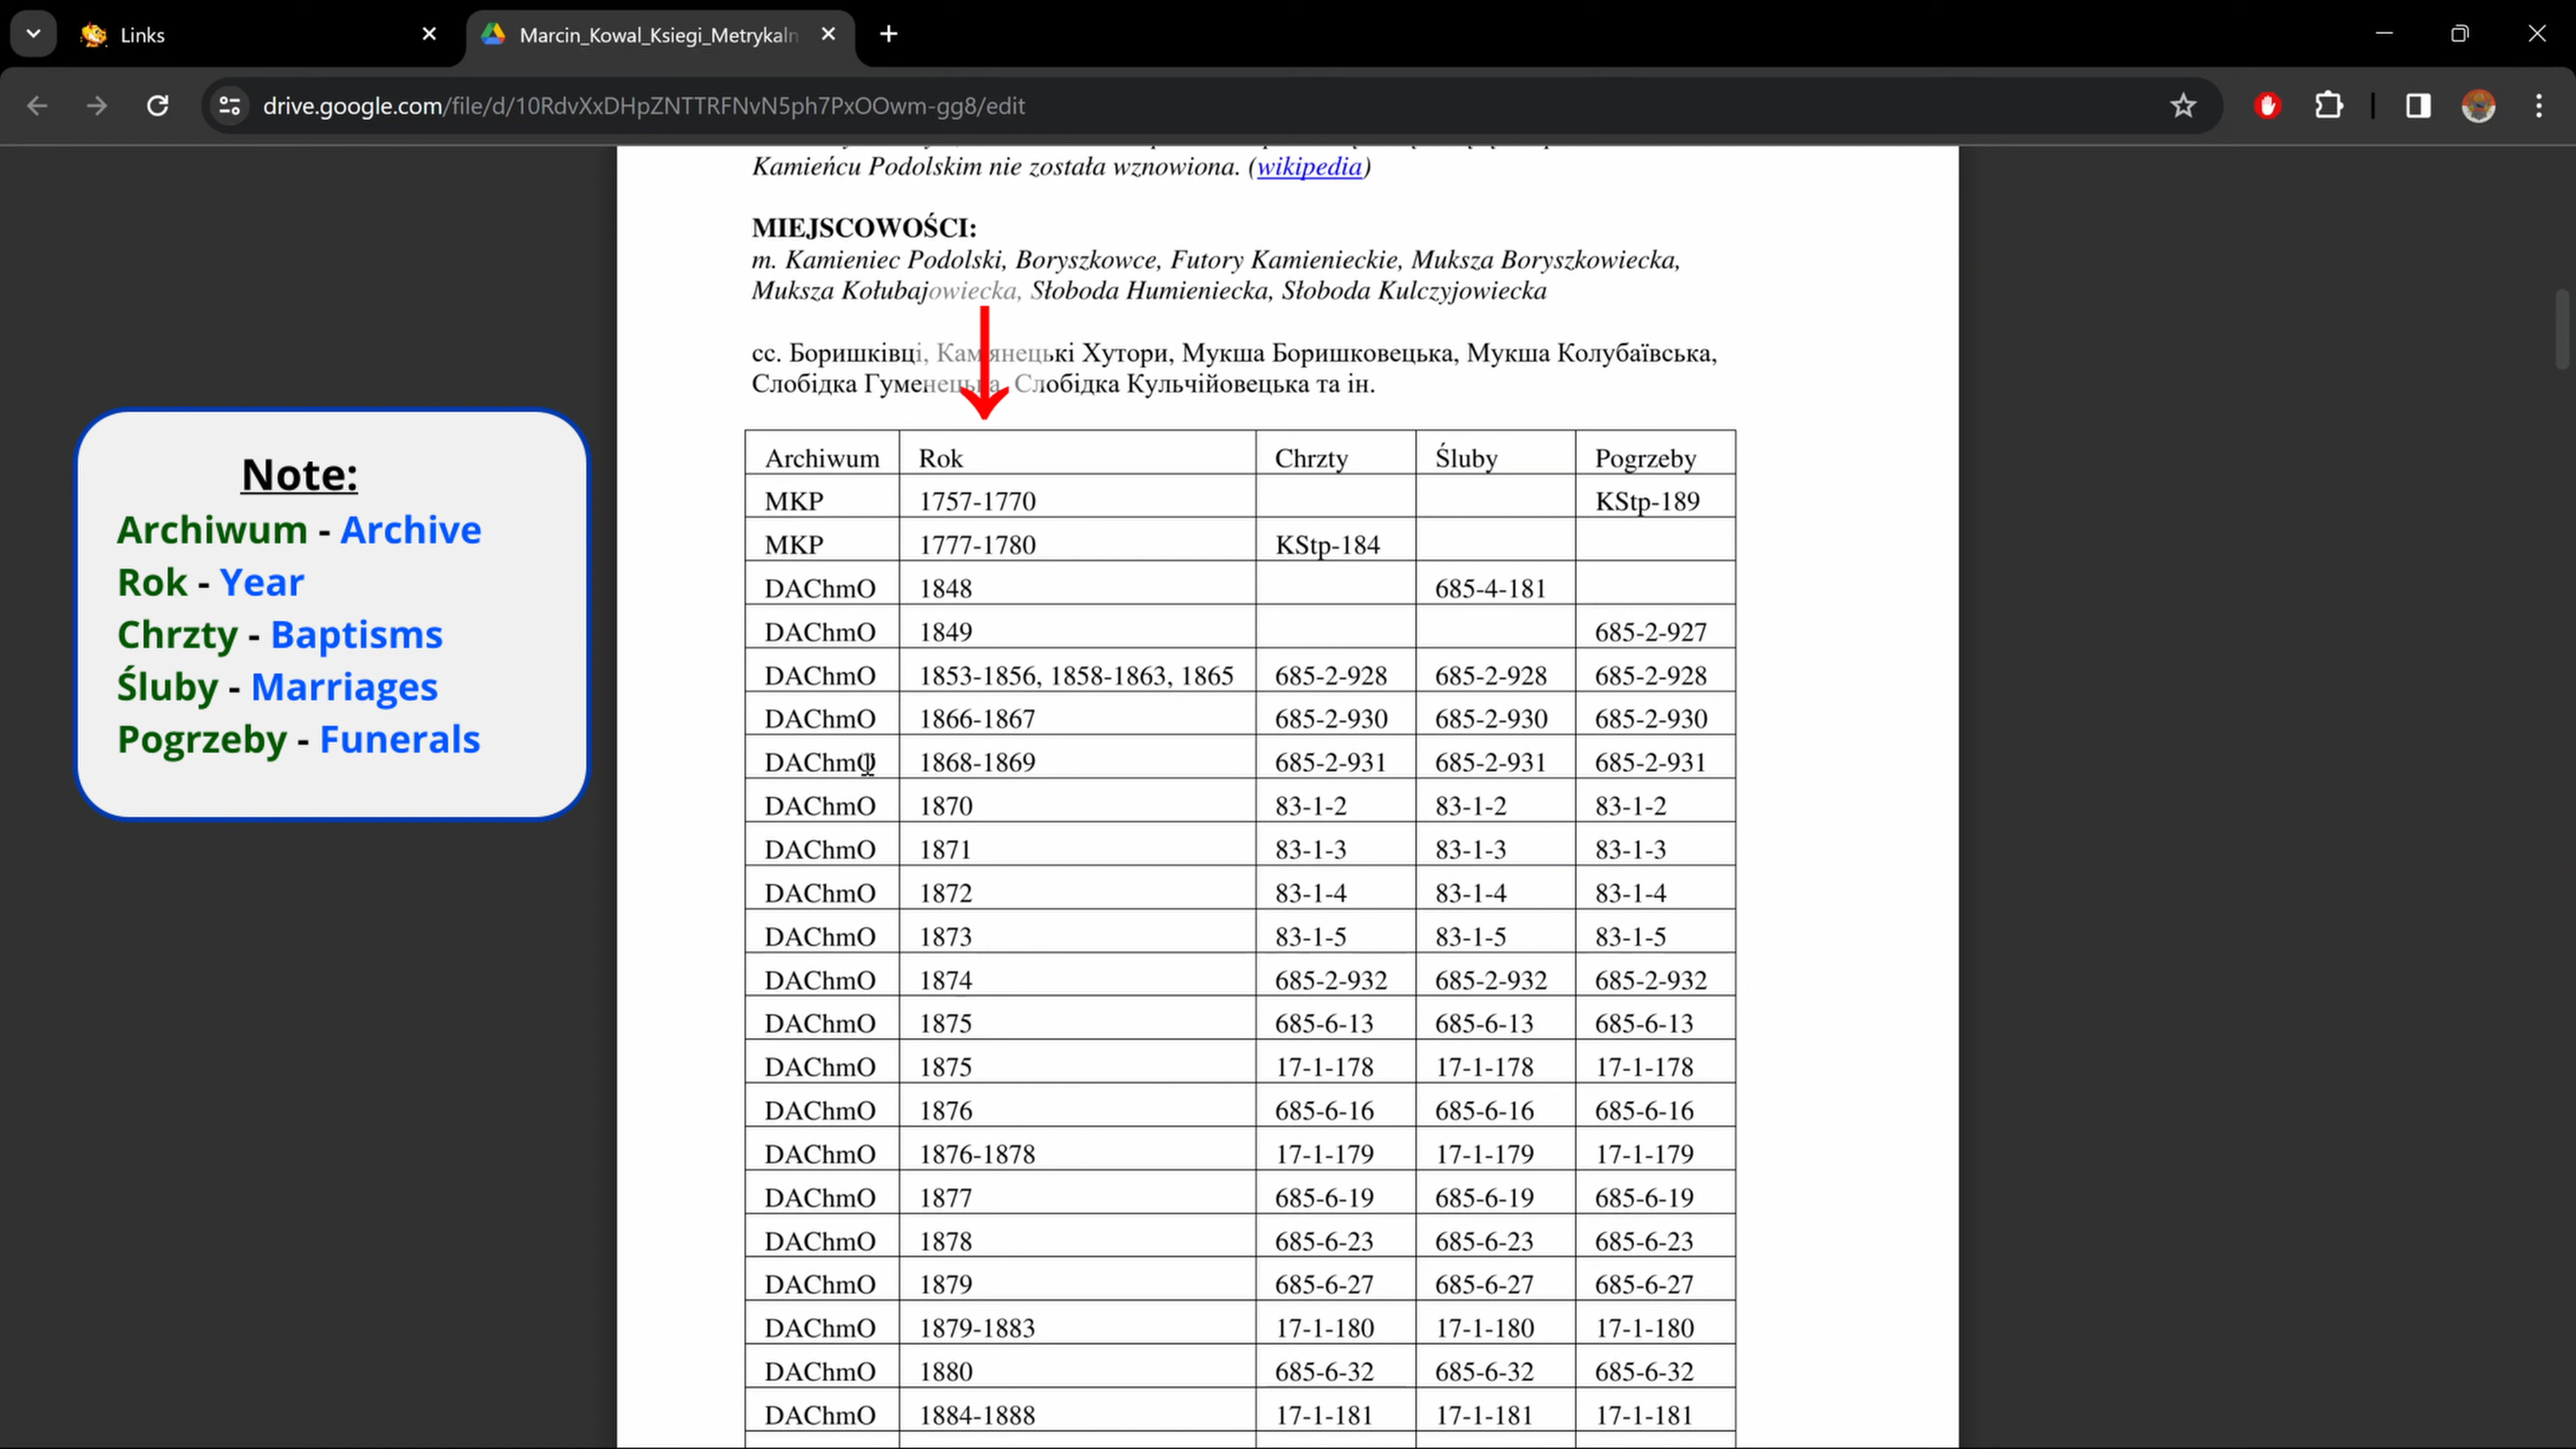 Links
Marcin_Kowal_Ksiegi_Metrykaln
drive.google.com/file/d/10RdvXxDHpZNTTRFNvN5ph7PxOOwm-gg8/edit
Kamieńcu Podolskim nie została wznowiona. (wikipedia)
MIEJSCOWOŚCI:
m. Kamieniec Podolski, Boryszkowce, Futory Kamienieckie, Muksza Boryszkowiecka,
Muksza Kołubajowiecka, Słoboda Humieniecka, Słoboda Kulczyjowiecka
сс. Боришківці, Кам'янецькі Хутори, Мукша Боришковецька, Мукша Колубаївська,
Слобідка Гуменецька, Слобідка Кульчійовецька та ін.
Note:
Archiwum - Archive
Rok - Year
Chrzty - Baptisms
Śluby - Marriages
Pogrzeby - Funerals
Archiwum Rok Chrzty Śluby Pogrzeby
MKP 1757-1770 KStp-189
MKP 1777-1780 KStp-184
DAChmO 1848 685-4-181
DAChmO 1849 685-2-927
DAChmO 1853-1856, 1858-1863, 1865 685-2-928 685-2-928 685-2-928
DAChmO 1866-1867 685-2-930 685-2-930 685-2-930
DAChmO 1868-1869 685-2-931 685-2-931 685-2-931
DAChmO 1870 83-1-2 83-1-2 83-1-2
DAChmO 1871 83-1-3 83-1-3 83-1-3
DAChmO 1872 83-1-4 83-1-4 83-1-4
DAChmO 1873 83-1-5 83-1-5 83-1-5
DAChmO 1874 685-2-932 685-2-932 685-2-932
DAChmO 1875 685-6-13 685-6-13 685-6-13
DAChmO 1875 17-1-178 17-1-178 17-1-178
DAChmO 1876 685-6-16 685-6-16 685-6-16
DAChmO 1876-1878 17-1-179 17-1-179 17-1-179
DAChmO 1877 685-6-19 685-6-19 685-6-19
DAChmO 1878 685-6-23 685-6-23 685-6-23
DAChmO 1879 685-6-27 685-6-27 685-6-27
DAChmO 1879-1883 17-1-180 17-1-180 17-1-180
DAChmO 1880 685-6-32 685-6-32 685-6-32
DAChmO 1884-1888 17-1-181 17-1-181 17-1-181